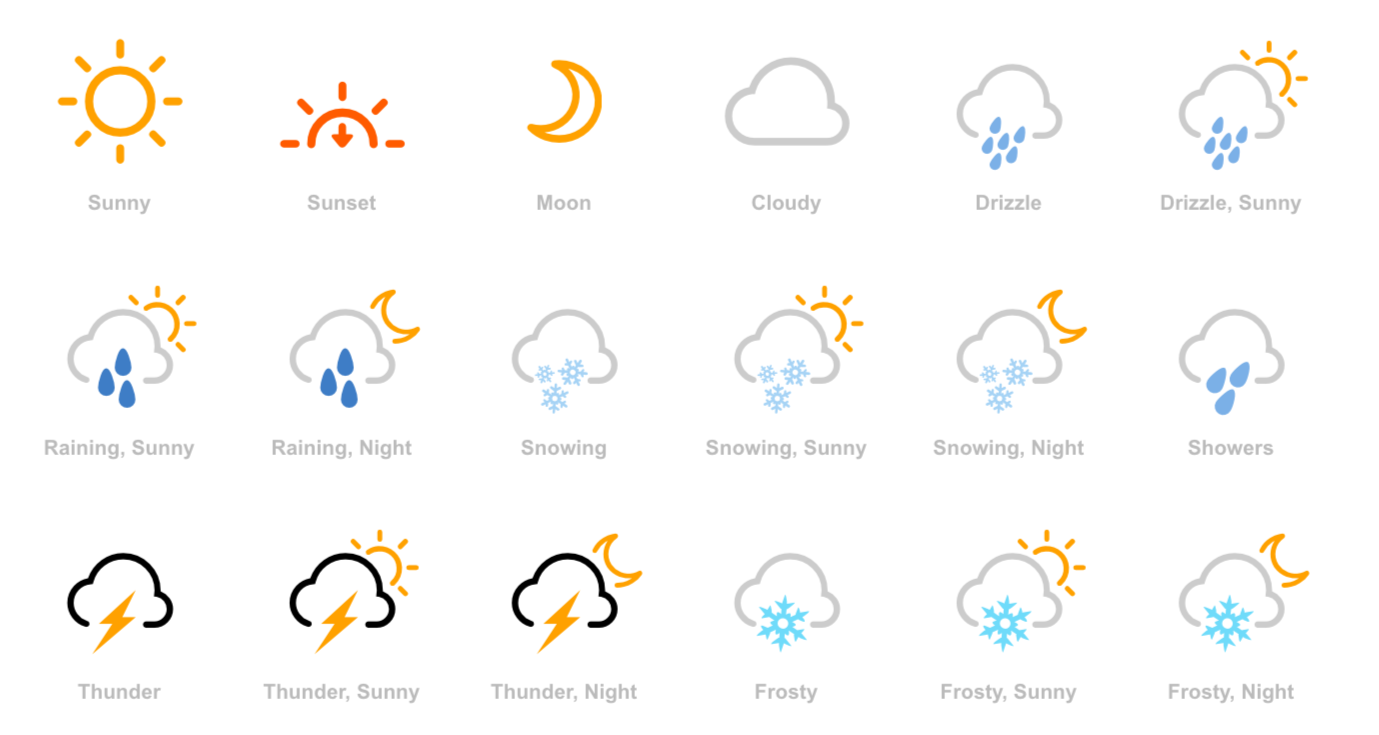 Sunny
Sunset
Moon
Cloudy
Drizzle
Drizzle, Sunny
Raining, Sunny
Raining, Night
Snowing
Snowing, Sunny
Snowing, Night
Showers
Thunder
Thunder, Sunny
Thunder, Night
Frosty
Frosty, Sunny
Frosty, Night